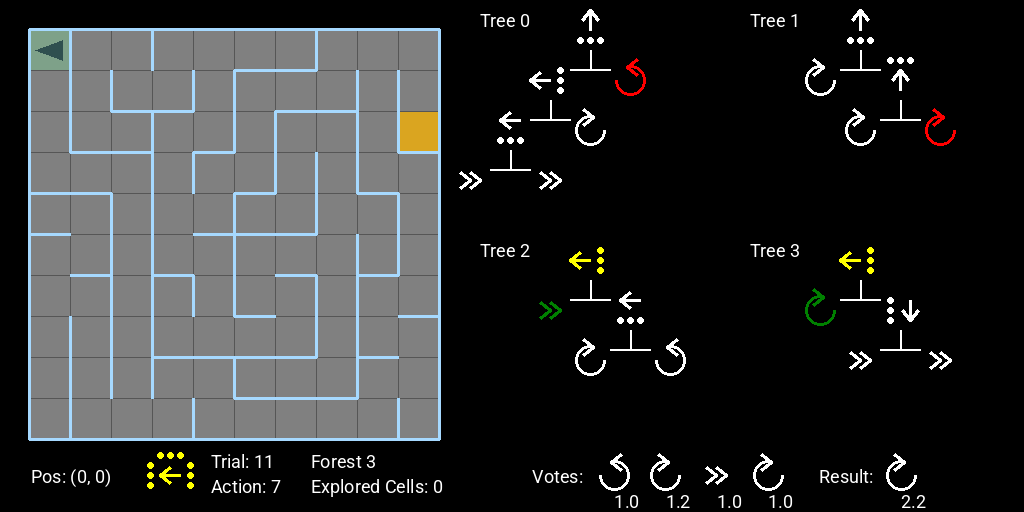 Tree 0
Tree 1
Tree 2
Tree 3
Pos: (0, 0)
Trial: 11
Action: 7
Forest 3
Explored Cells: 0
Votes:
1.0
1.2
1.0
1.0
Result:
2.2